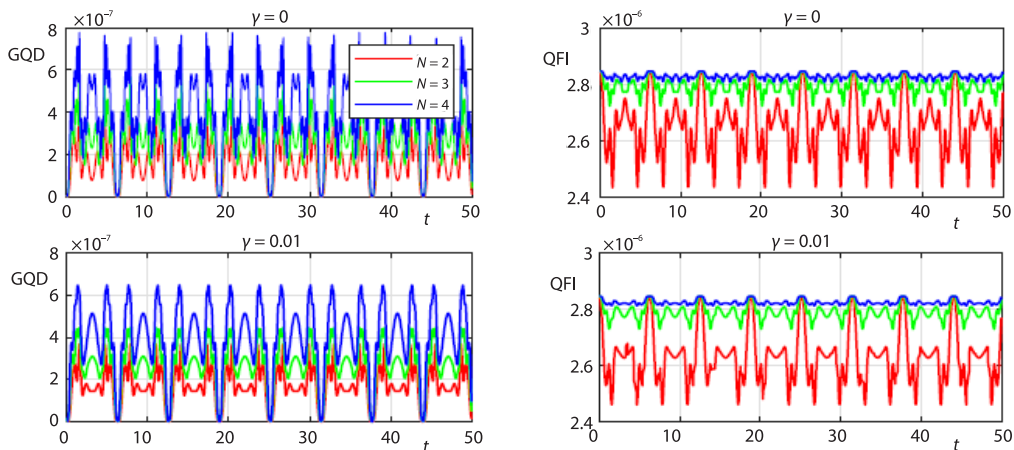 ×10⁻⁷
γ = 0
GQD
8
6
4
2
0
N = 2
N = 3
N = 4
0 10 20 30 40 50
t
×10⁻⁶
γ = 0
QFI
3
2.8
2.6
2.4
0 10 20 30 40 50
t
×10⁻⁷
γ = 0.01
GQD
8
6
4
2
0
0 10 20 30 40 50
t
×10⁻⁶
γ = 0.01
QFI
3
2.8
2.6
2.4
0 10 20 30 40 50
t